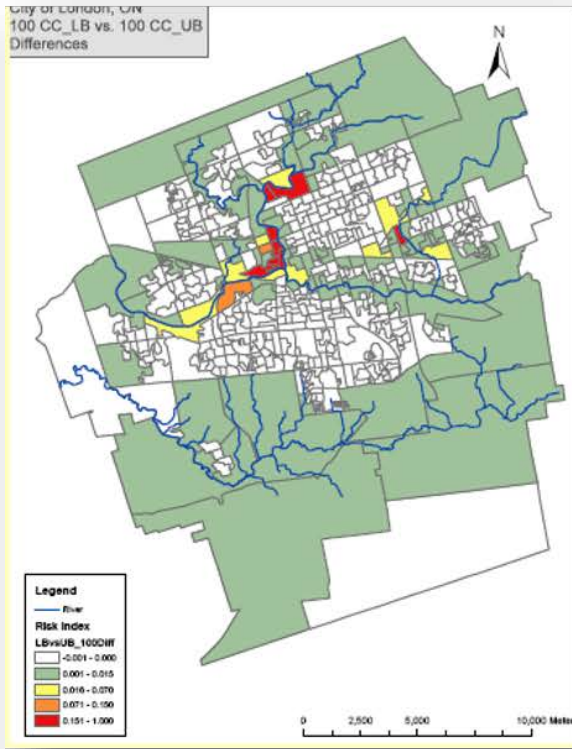 City of London, ON
100 CC_LB vs. 100 CC_UB
Differences
N
Legend
River
Risk Index
LBvsUB_100Diff
-0.001 - 0.000
0.001 - 0.015
0.016 - 0.070
0.071 - 0.150
0.151 - 1.000
0 2,500 5,000 10,000 Meters